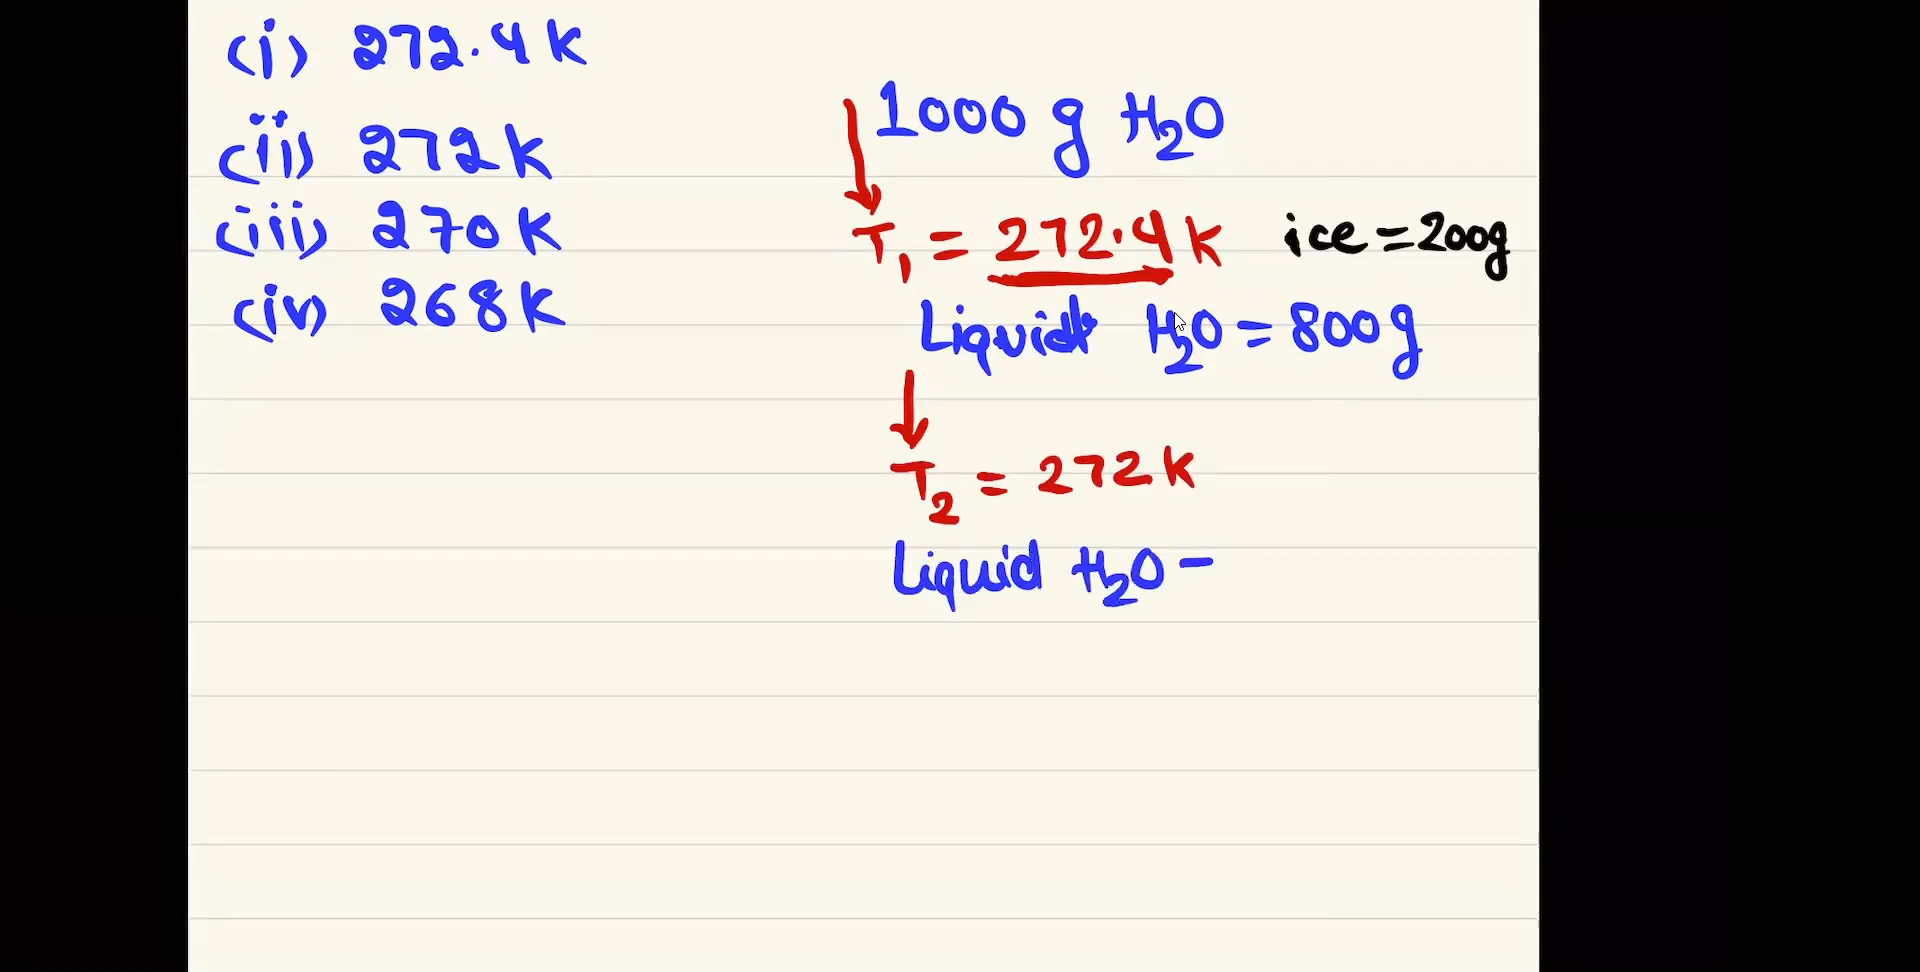 (i) 272.4 K
(ii) 272 K
(iii) 270 K
(iv) 268 K
1000 g H₂O
T₁ = 272.4 K ice = 200g
Liquid H₂O = 800g
T₂ = 272 K
Liquid H₂O –